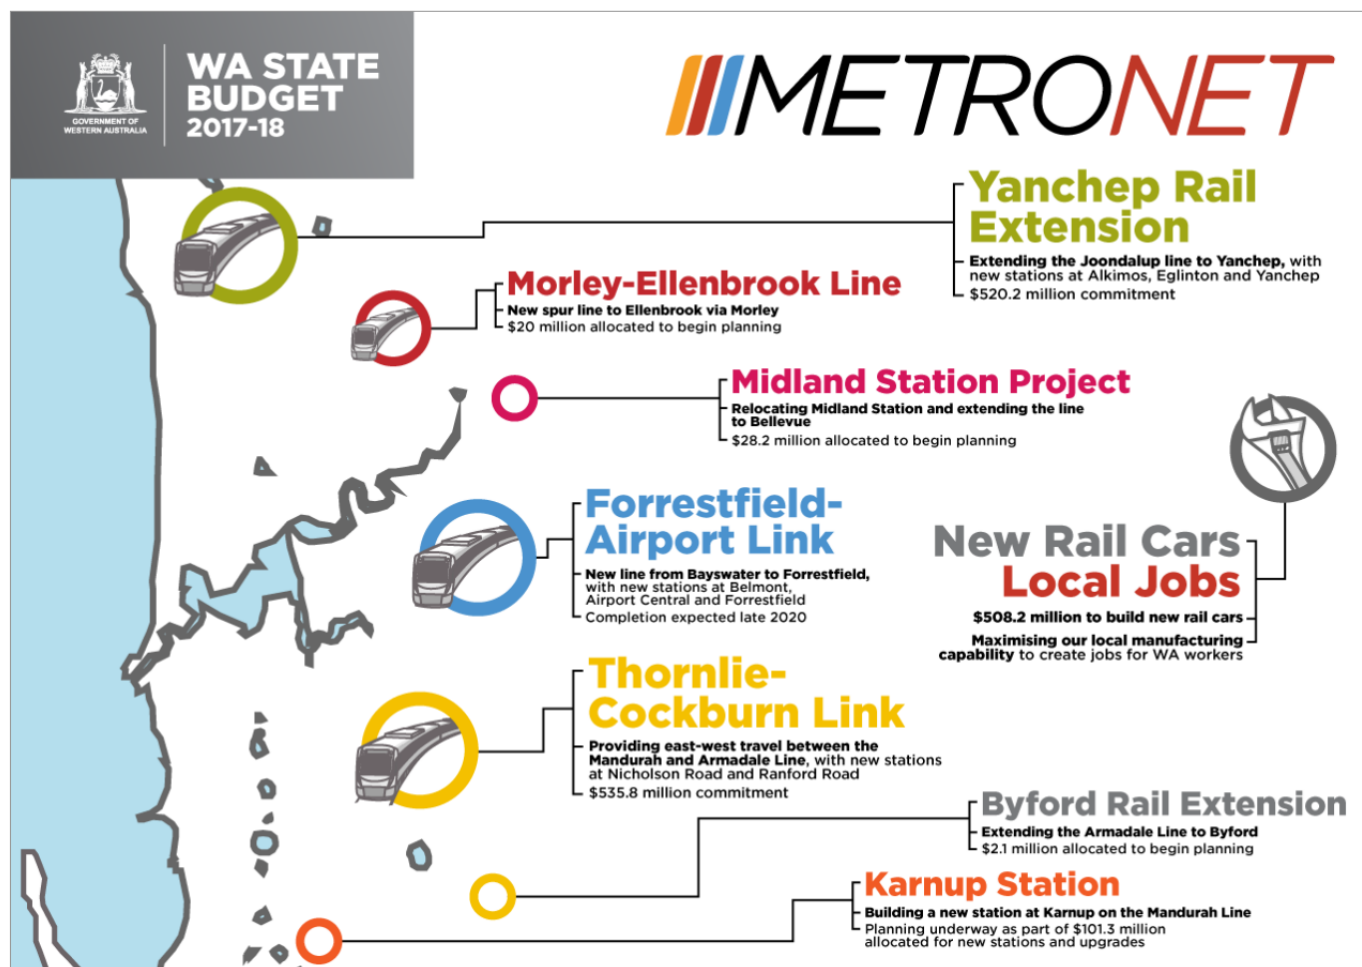 GOVERNMENT OF
WESTERN AUSTRALIA
WA STATE
BUDGET
2017-18
METRONET
Yanchep Rail
Extension
Extending the Joondalup line to Yanchep, with
new stations at Alkimos, Eglinton and Yanchep
$520.2 million commitment
Morley-Ellenbrook Line
New spur line to Ellenbrook via Morley
$20 million allocated to begin planning
Midland Station Project
Relocating Midland Station and extending the line
to Bellevue
$28.2 million allocated to begin planning
Forrestfield-
Airport Link
New line from Bayswater to Forrestfield,
with new stations at Belmont,
Airport Central and Forrestfield
Completion expected late 2020
New Rail Cars
Local Jobs
$508.2 million to build new rail cars
Maximising our local manufacturing
capability to create jobs for WA workers
Thornlie-
Cockburn Link
Providing east-west travel between the
Mandurah and Armadale Line, with new stations
at Nicholson Road and Ranford Road
$535.8 million commitment
Byford Rail Extension
Extending the Armadale Line to Byford
$2.1 million allocated to begin planning
Karnup Station
Building a new station at Karnup on the Mandurah Line
Planning underway as part of $101.3 million
allocated for new stations and upgrades